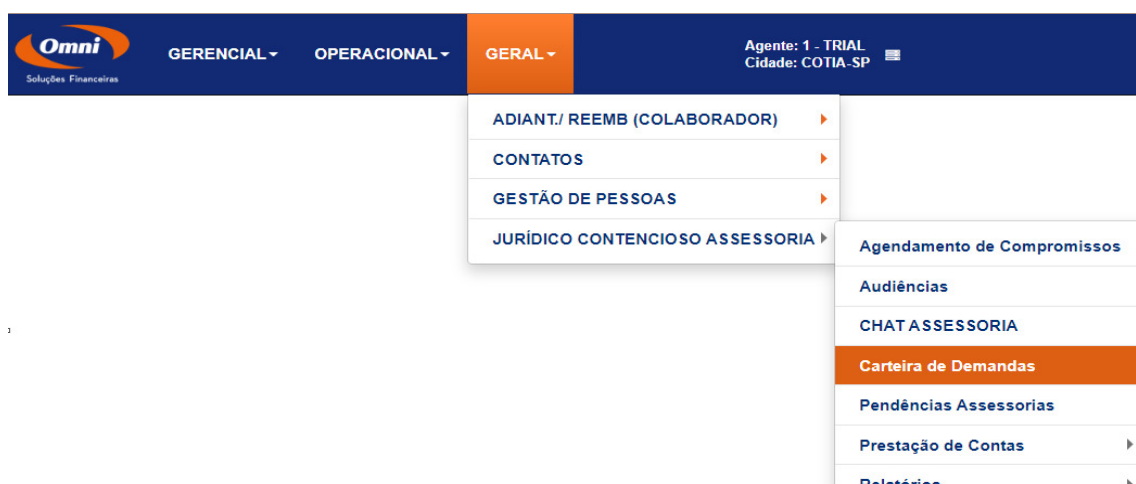 Omni
Soluções Financeiras
GERENCIAL
OPERACIONAL
GERAL
Agente: 1 - TRIAL
Cidade: COTIA-SP
ADIANT./ REEMB (COLABORADOR)
CONTATOS
GESTÃO DE PESSOAS
JURÍDICO CONTENCIOSO ASSESSORIA
Agendamento de Compromissos
Audiências
CHAT ASSESSORIA
Carteira de Demandas
Pendências Assessorias
Prestação de Contas
Relatórios